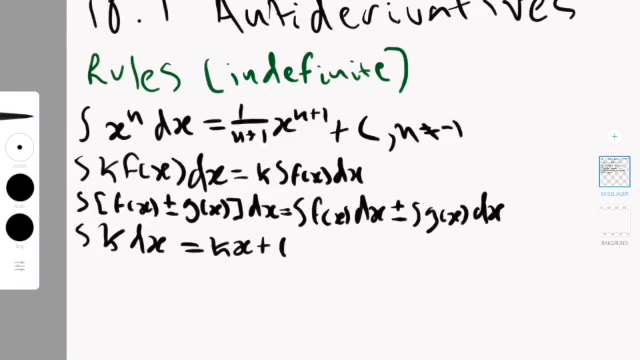 10.1 Antiderivatives
Rules (indefinite)
∫ xⁿ dx = 1/(n+1) xⁿ⁺¹ + C, n ≠ -1
∫ k f(x) dx = k ∫ f(x) dx
∫ [f(x) ± g(x)] dx = ∫ f(x) dx ± ∫ g(x) dx
∫ k dx = kx + C